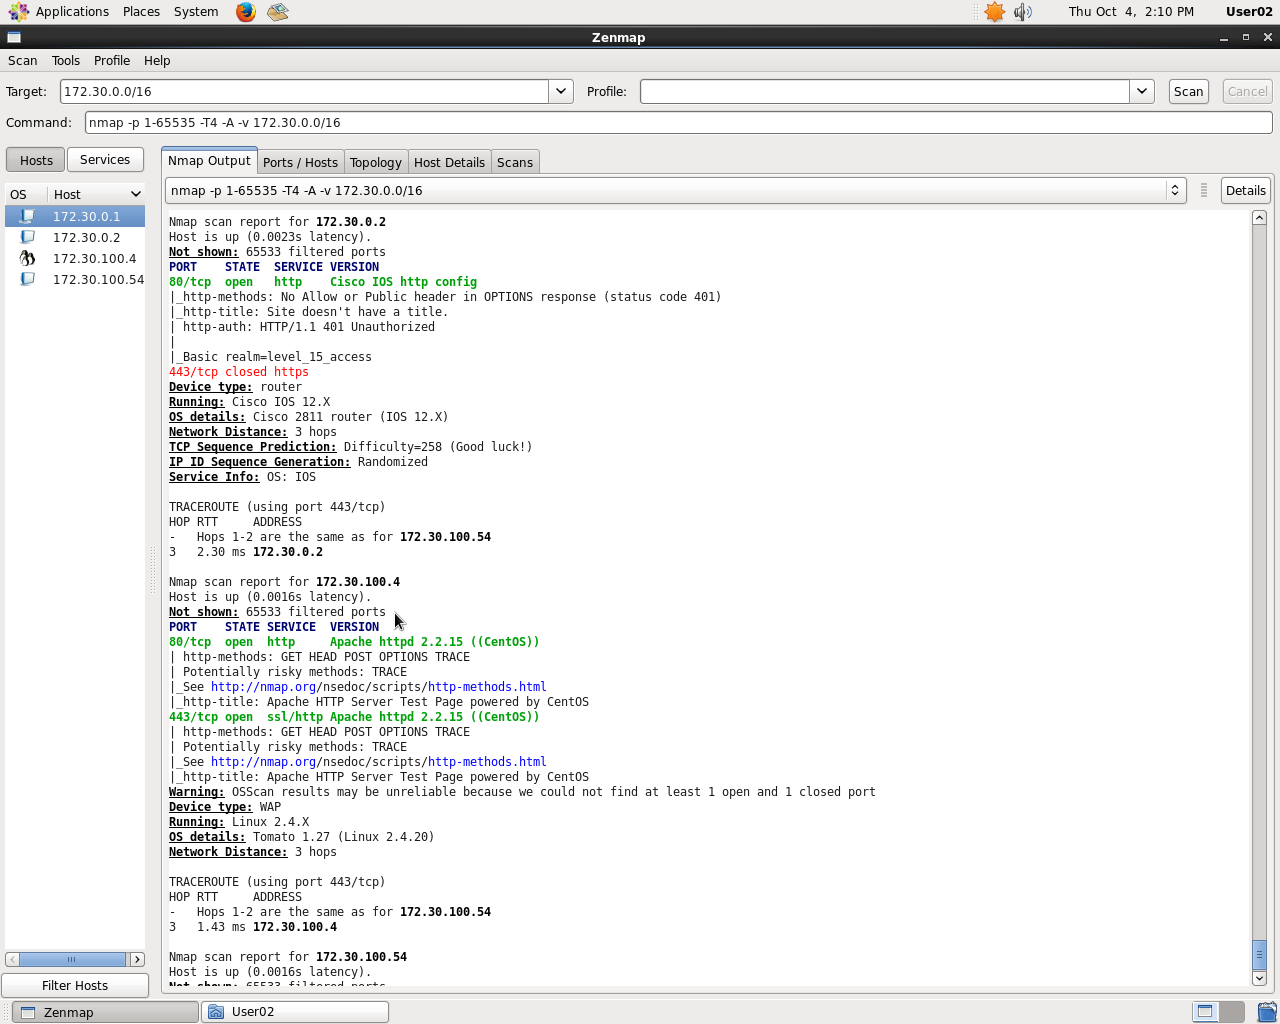 Applications Places System Thu Oct 4, 2:10 PM User02
Zenmap
Scan Tools Profile Help
Target: 172.30.0.0/16 Profile: Scan Cancel
Command: nmap -p 1-65535 -T4 -A -v 172.30.0.0/16
Hosts Services
Nmap Output Ports / Hosts Topology Host Details Scans
OS Host
172.30.0.1
172.30.0.2
172.30.100.4
172.30.100.54
Filter Hosts
nmap -p 1-65535 -T4 -A -v 172.30.0.0/16 Details
Nmap scan report for 172.30.0.2
Host is up (0.0023s latency).
Not shown: 65533 filtered ports
PORT    STATE  SERVICE VERSION
80/tcp  open   http    Cisco IOS http config
|_http-methods: No Allow or Public header in OPTIONS response (status code 401)
|_http-title: Site doesn't have a title.
| http-auth: HTTP/1.1 401 Unauthorized
|
|_Basic realm=level_15_access
443/tcp closed https
Device type: router
Running: Cisco IOS 12.X
OS details: Cisco 2811 router (IOS 12.X)
Network Distance: 3 hops
TCP Sequence Prediction: Difficulty=258 (Good luck!)
IP ID Sequence Generation: Randomized
Service Info: OS: IOS
TRACEROUTE (using port 443/tcp)
HOP RTT     ADDRESS
-   Hops 1-2 are the same as for 172.30.100.54
3   2.30 ms 172.30.0.2
Nmap scan report for 172.30.100.4
Host is up (0.0016s latency).
Not shown: 65533 filtered ports
PORT    STATE SERVICE  VERSION
80/tcp  open  http     Apache httpd 2.2.15 ((CentOS))
| http-methods: GET HEAD POST OPTIONS TRACE
| Potentially risky methods: TRACE
|_See http://nmap.org/nsedoc/scripts/http-methods.html
|_http-title: Apache HTTP Server Test Page powered by CentOS
443/tcp open  ssl/http Apache httpd 2.2.15 ((CentOS))
| http-methods: GET HEAD POST OPTIONS TRACE
| Potentially risky methods: TRACE
|_See http://nmap.org/nsedoc/scripts/http-methods.html
|_http-title: Apache HTTP Server Test Page powered by CentOS
Warning: OSScan results may be unreliable because we could not find at least 1 open and 1 closed port
Device type: WAP
Running: Linux 2.4.X
OS details: Tomato 1.27 (Linux 2.4.20)
Network Distance: 3 hops
TRACEROUTE (using port 443/tcp)
HOP RTT     ADDRESS
-   Hops 1-2 are the same as for 172.30.100.54
3   1.43 ms 172.30.100.4
Nmap scan report for 172.30.100.54
Host is up (0.0016s latency).
Not shown: 65533 filtered ports
Zenmap User02